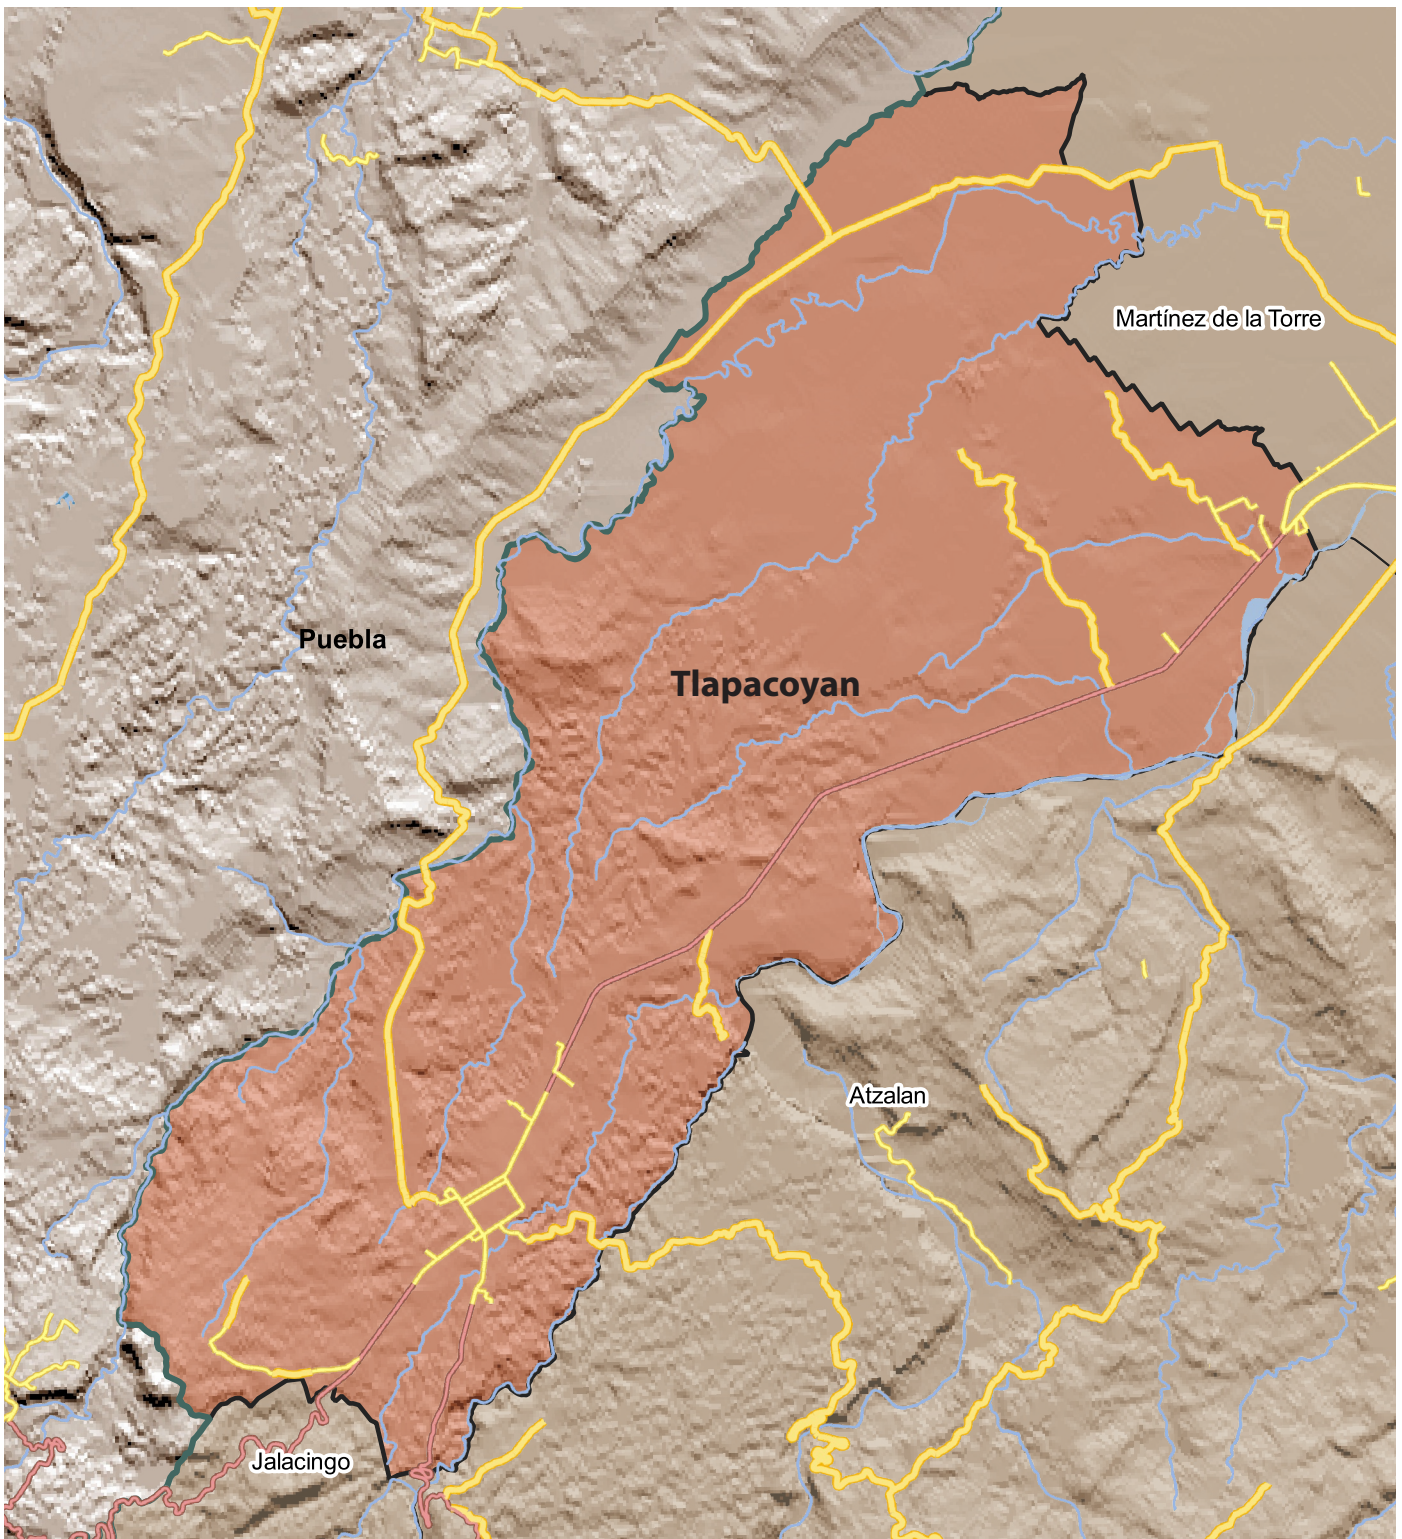 Martínez de la Torre
Puebla
Tlapacoyan
Atzalan
Jalacingo